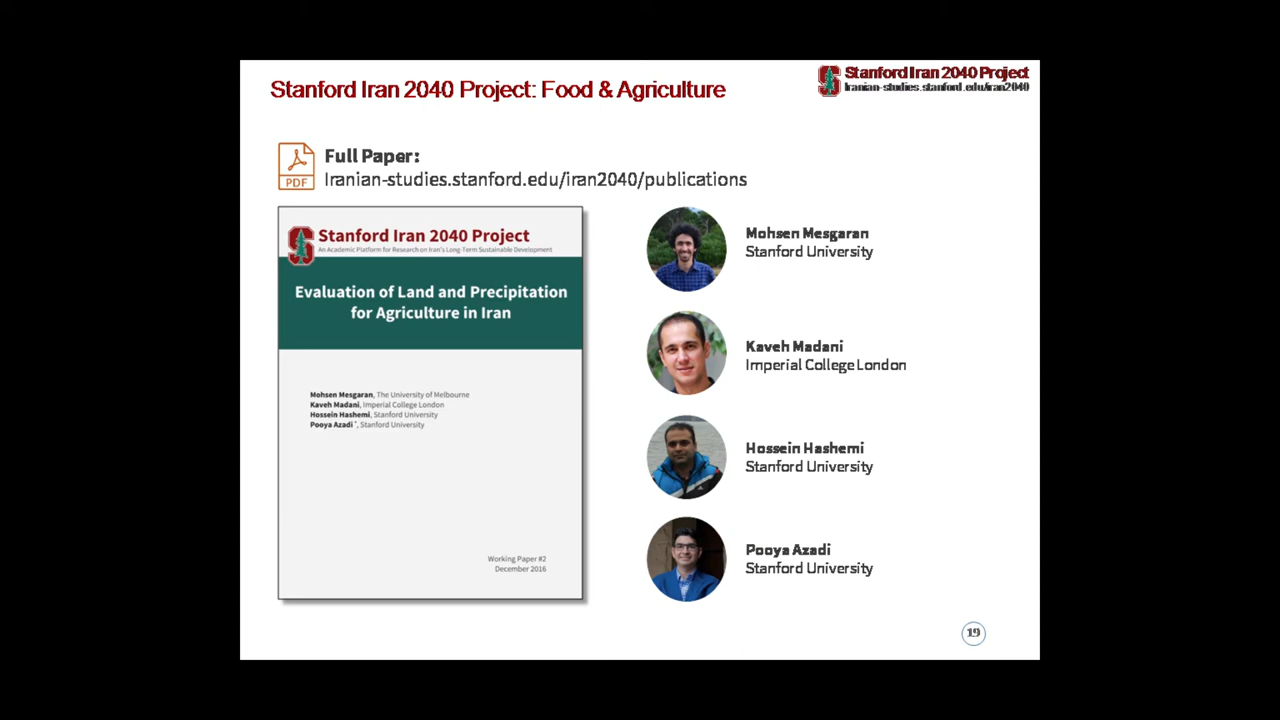 Stanford Iran 2040 Project: Food & Agriculture
Stanford Iran 2040 Project
Iranian-studies.stanford.edu/iran2040
PDF
Full Paper:
Iranian-studies.stanford.edu/iran2040/publications
Stanford Iran 2040 Project
An Academic Platform for Research on Iran's Long-Term Sustainable Development
Evaluation of Land and Precipitation
for Agriculture in Iran
Mohsen Mesgaran, The University of Melbourne
Kaveh Madani, Imperial College London
Hossein Hashemi, Stanford University
Pooya Azadi*, Stanford University
Working Paper #2
December 2016
Mohsen Mesgaran
Stanford University
Kaveh Madani
Imperial College London
Hossein Hashemi
Stanford University
Pooya Azadi
Stanford University
19